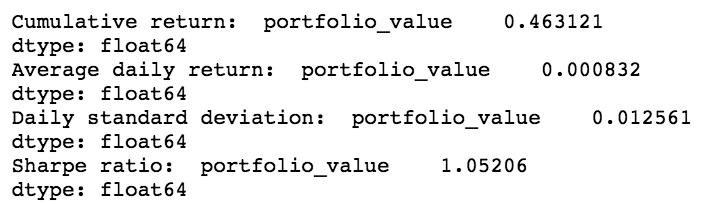 Cumulative return:  portfolio_value    0.463121
dtype: float64
Average daily return:  portfolio_value    0.000832
dtype: float64
Daily standard deviation:  portfolio_value    0.012561
dtype: float64
Sharpe ratio:  portfolio_value    1.05206
dtype: float64